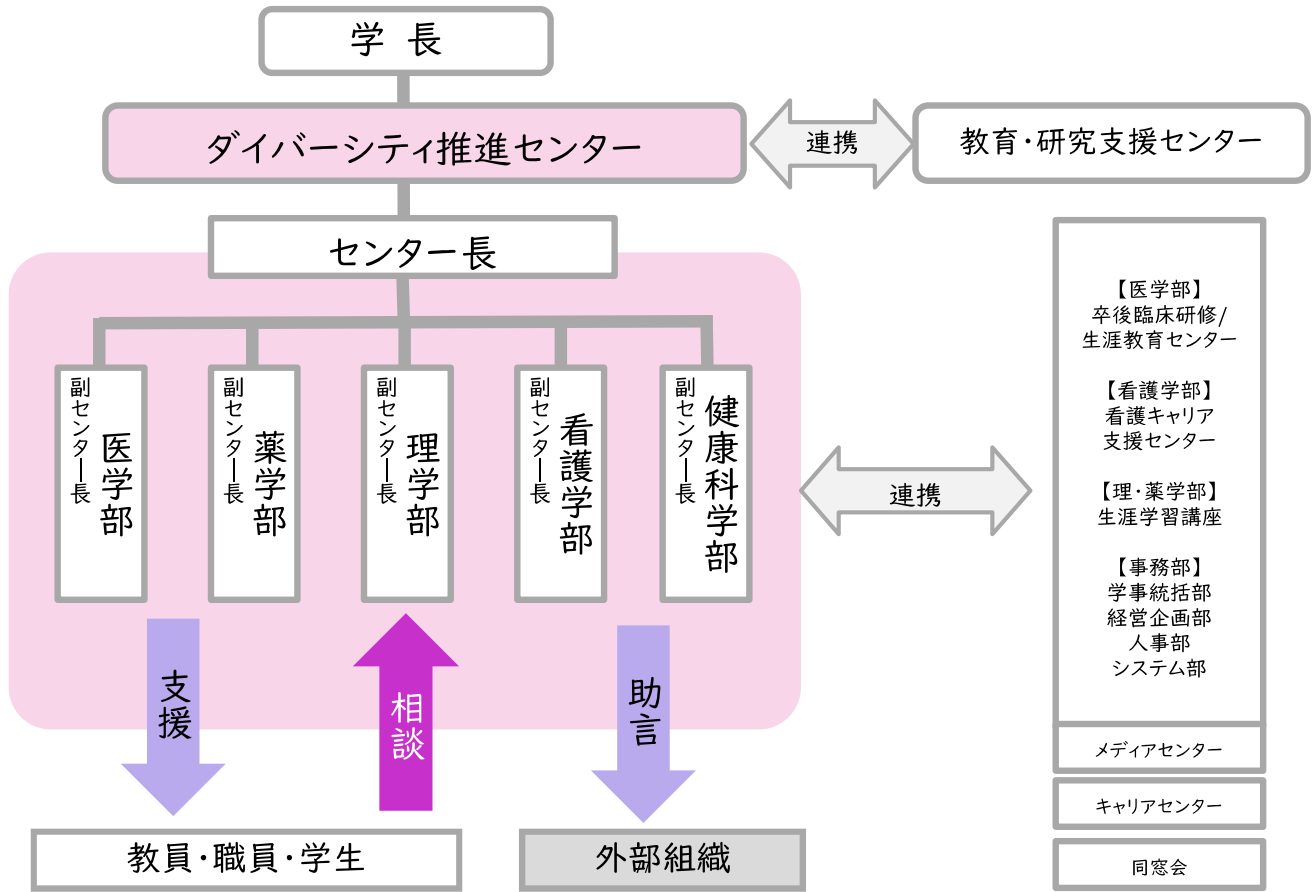 学 長
ダイバーシティ推進センター
連携
教育・研究支援センター
センター長
副センター長
医学部
副センター長
薬学部
副センター長
理学部
副センター長
看護学部
副センター長
健康科学部
連携
【医学部】
卒後臨床研修/
生涯教育センター
【看護学部】
看護キャリア
支援センター
【理・薬学部】
生涯学習講座
【事務部】
学事統括部
経営企画部
人事部
システム部
メディアセンター
キャリアセンター
同窓会
支援
相談
助言
教員・職員・学生
外部組織